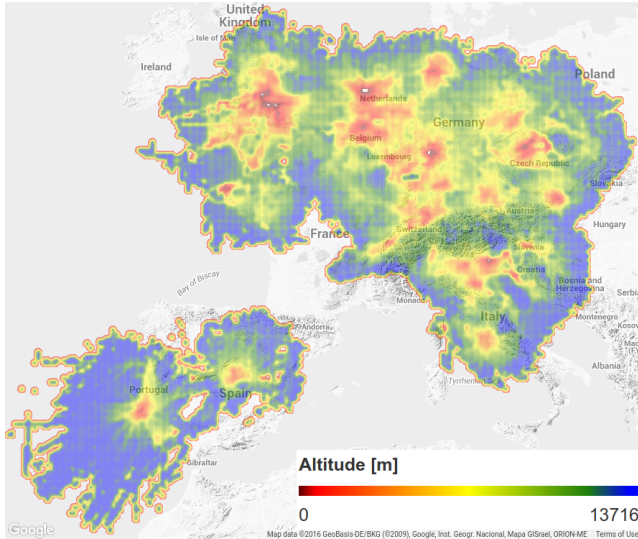 United
Kingdom
Isle of Man
Ireland
Poland
Netherlands
Germany
Belgium
Luxembourg
Czech Republic
Slovakia
Austria
France
Switzerland
Hungary
Slovenia
Croatia
Bay of Biscay
Bosnia and
Herzegovina
Serbia
Monaco
Italy
Montenegro
Andorra
Kosovo
Albania
Tyrrhenian Sea
Portugal
Spain
Gibraltar
Altitude [m]
0
13716
Google
Map data ©2016 GeoBasis-DE/BKG (©2009), Google, Inst. Geogr. Nacional, Mapa GISrael, ORION-ME
Terms of Use